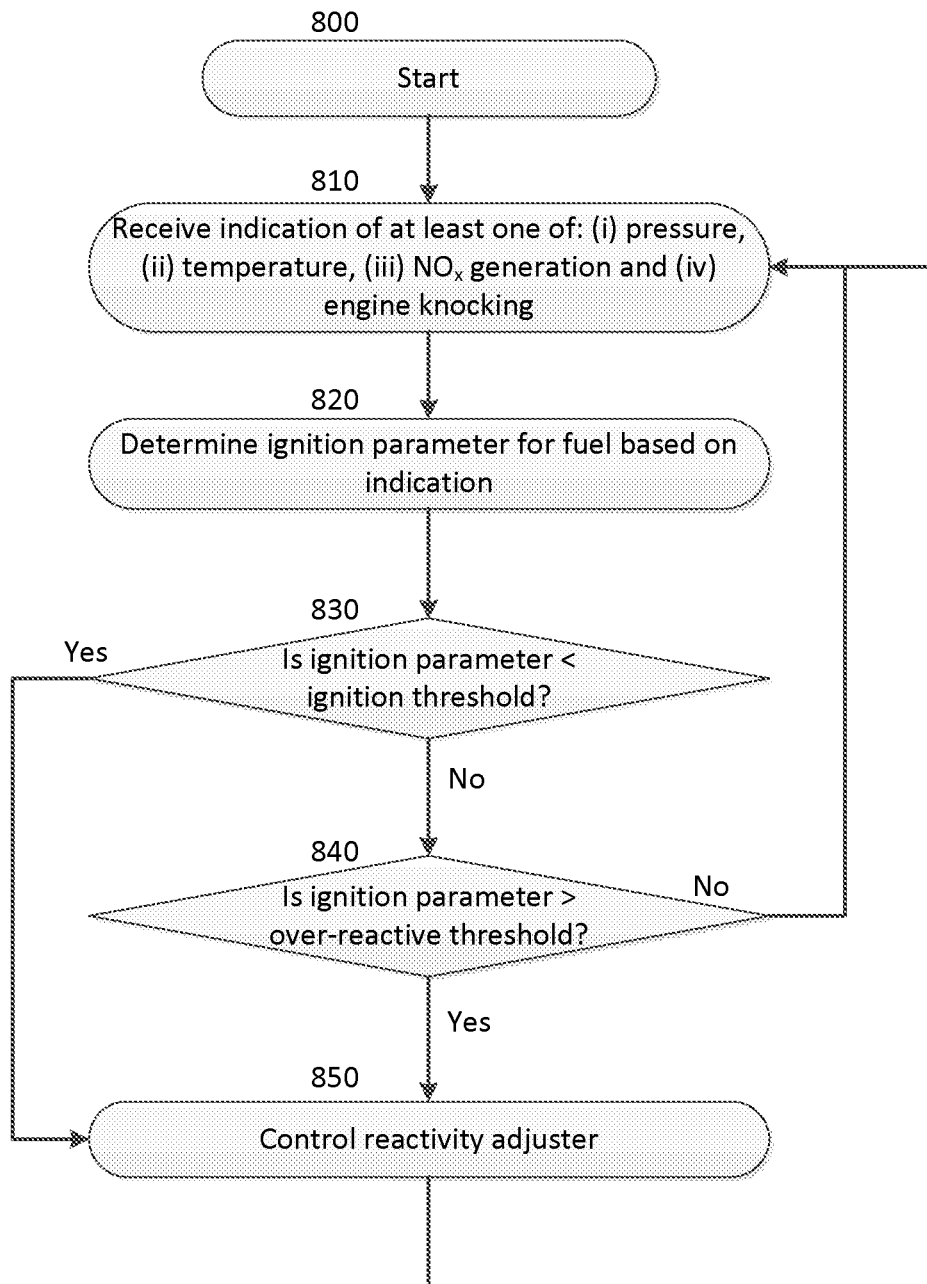 800
Start
810
Receive indication of at least one of: (i) pressure,
(ii) temperature, (iii) NOx generation and (iv)
engine knocking
820
Determine ignition parameter for fuel based on
indication
830
Yes
Is ignition parameter <
ignition threshold?
No
840
Is ignition parameter >
over-reactive threshold?
No
Yes
850
Control reactivity adjuster